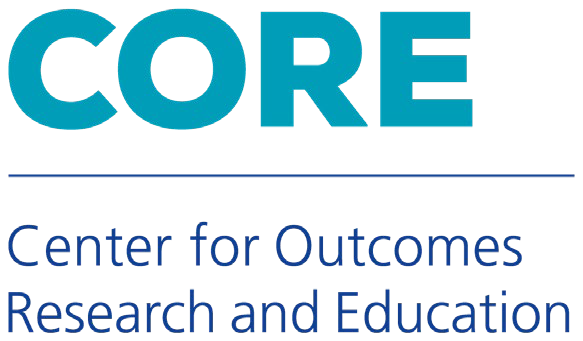 CORE
Center for Outcomes
Research and Education